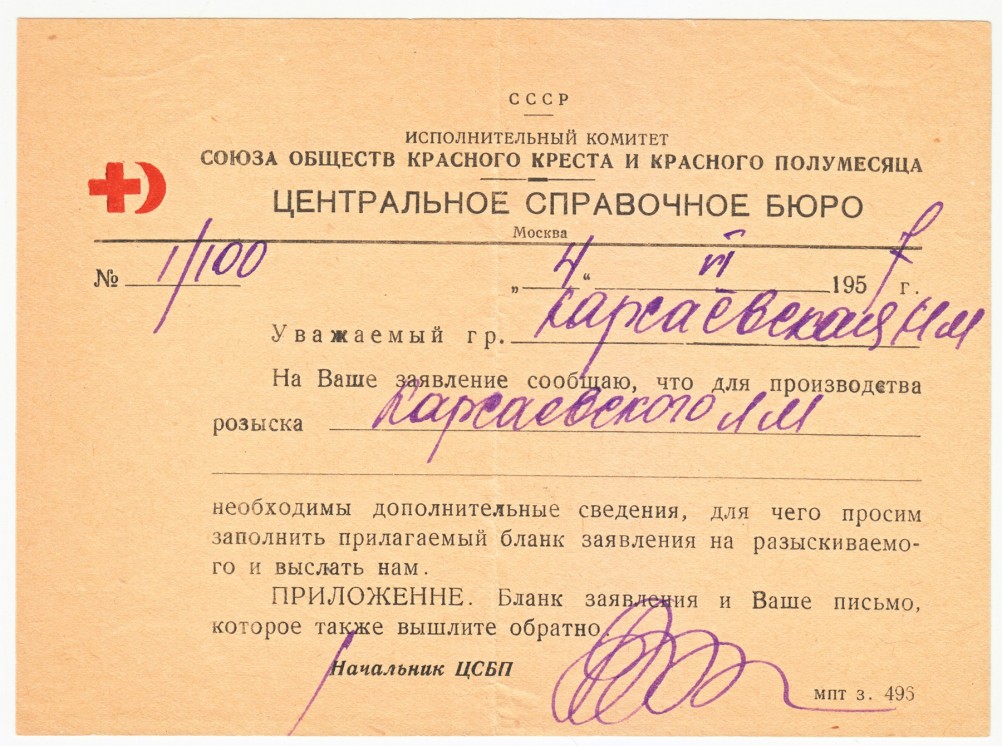 СССР
ИСПОЛНИТЕЛЬНЫЙ КОМИТЕТ
СОЮЗА ОБЩЕСТВ КРАСНОГО КРЕСТА И КРАСНОГО ПОЛУМЕСЯЦА
ЦЕНТРАЛЬНОЕ СПРАВОЧНОЕ БЮРО
Москва
№ 1/100 „4“ VI 1957 г.
Уважаемый гр. Карсаевская Н М
На Ваше заявление сообщаю, что для производства
розыска Карсаевского Л М
необходимы дополнительные сведения, для чего просим
заполнить прилагаемый бланк заявления на разыскиваемо-
го и выслать нам.
ПРИЛОЖЕННЕ. Бланк заявления и Ваше письмо,
которое также вышлите обратно.
Начальник ЦСБП
мпт з. 496